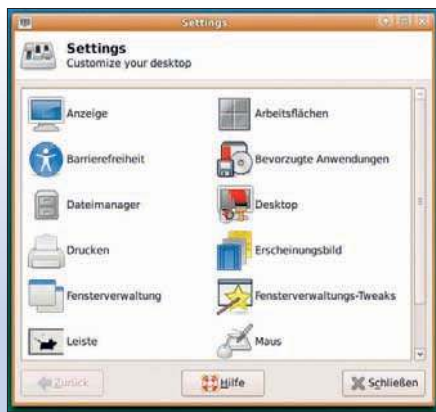 Settings
Settings
Customize your desktop
Anzeige
Arbeitsflächen
Barrierefreiheit
Bevorzugte Anwendungen
Dateimanager
Desktop
Drucken
Erscheinungsbild
Fensterverwaltung
Fensterverwaltungs-Tweaks
Leiste
Maus
Zurück
Hilfe
Schließen